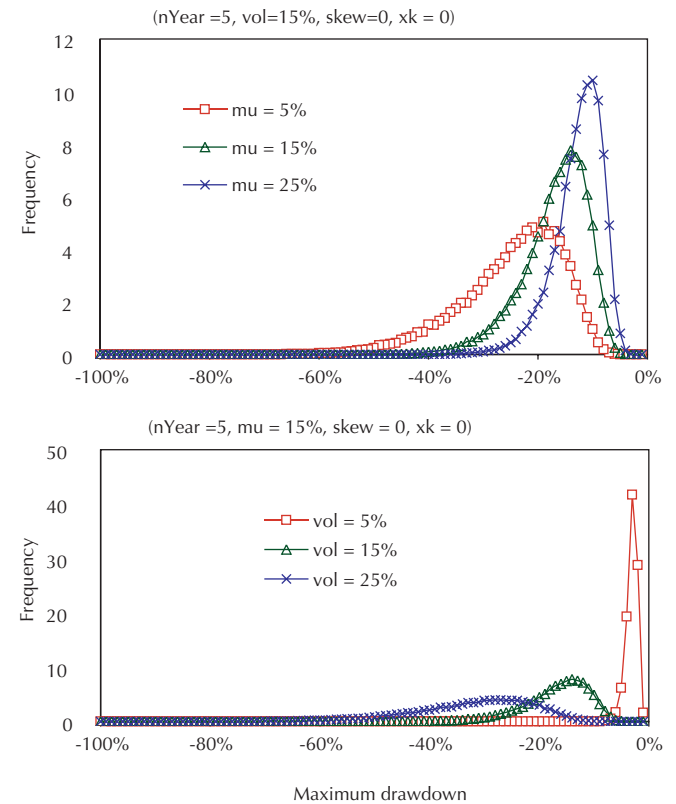 (nYear =5, vol=15%, skew=0, xk = 0)
12
10
8
6
4
2
0
Frequency
mu = 5%
mu = 15%
mu = 25%
-100% -80% -60% -40% -20% 0%
(nYear =5, mu = 15%, skew = 0, xk = 0)
50
40
30
20
10
0
Frequency
vol = 5%
vol = 15%
vol = 25%
-100% -80% -60% -40% -20% 0%
Maximum drawdown